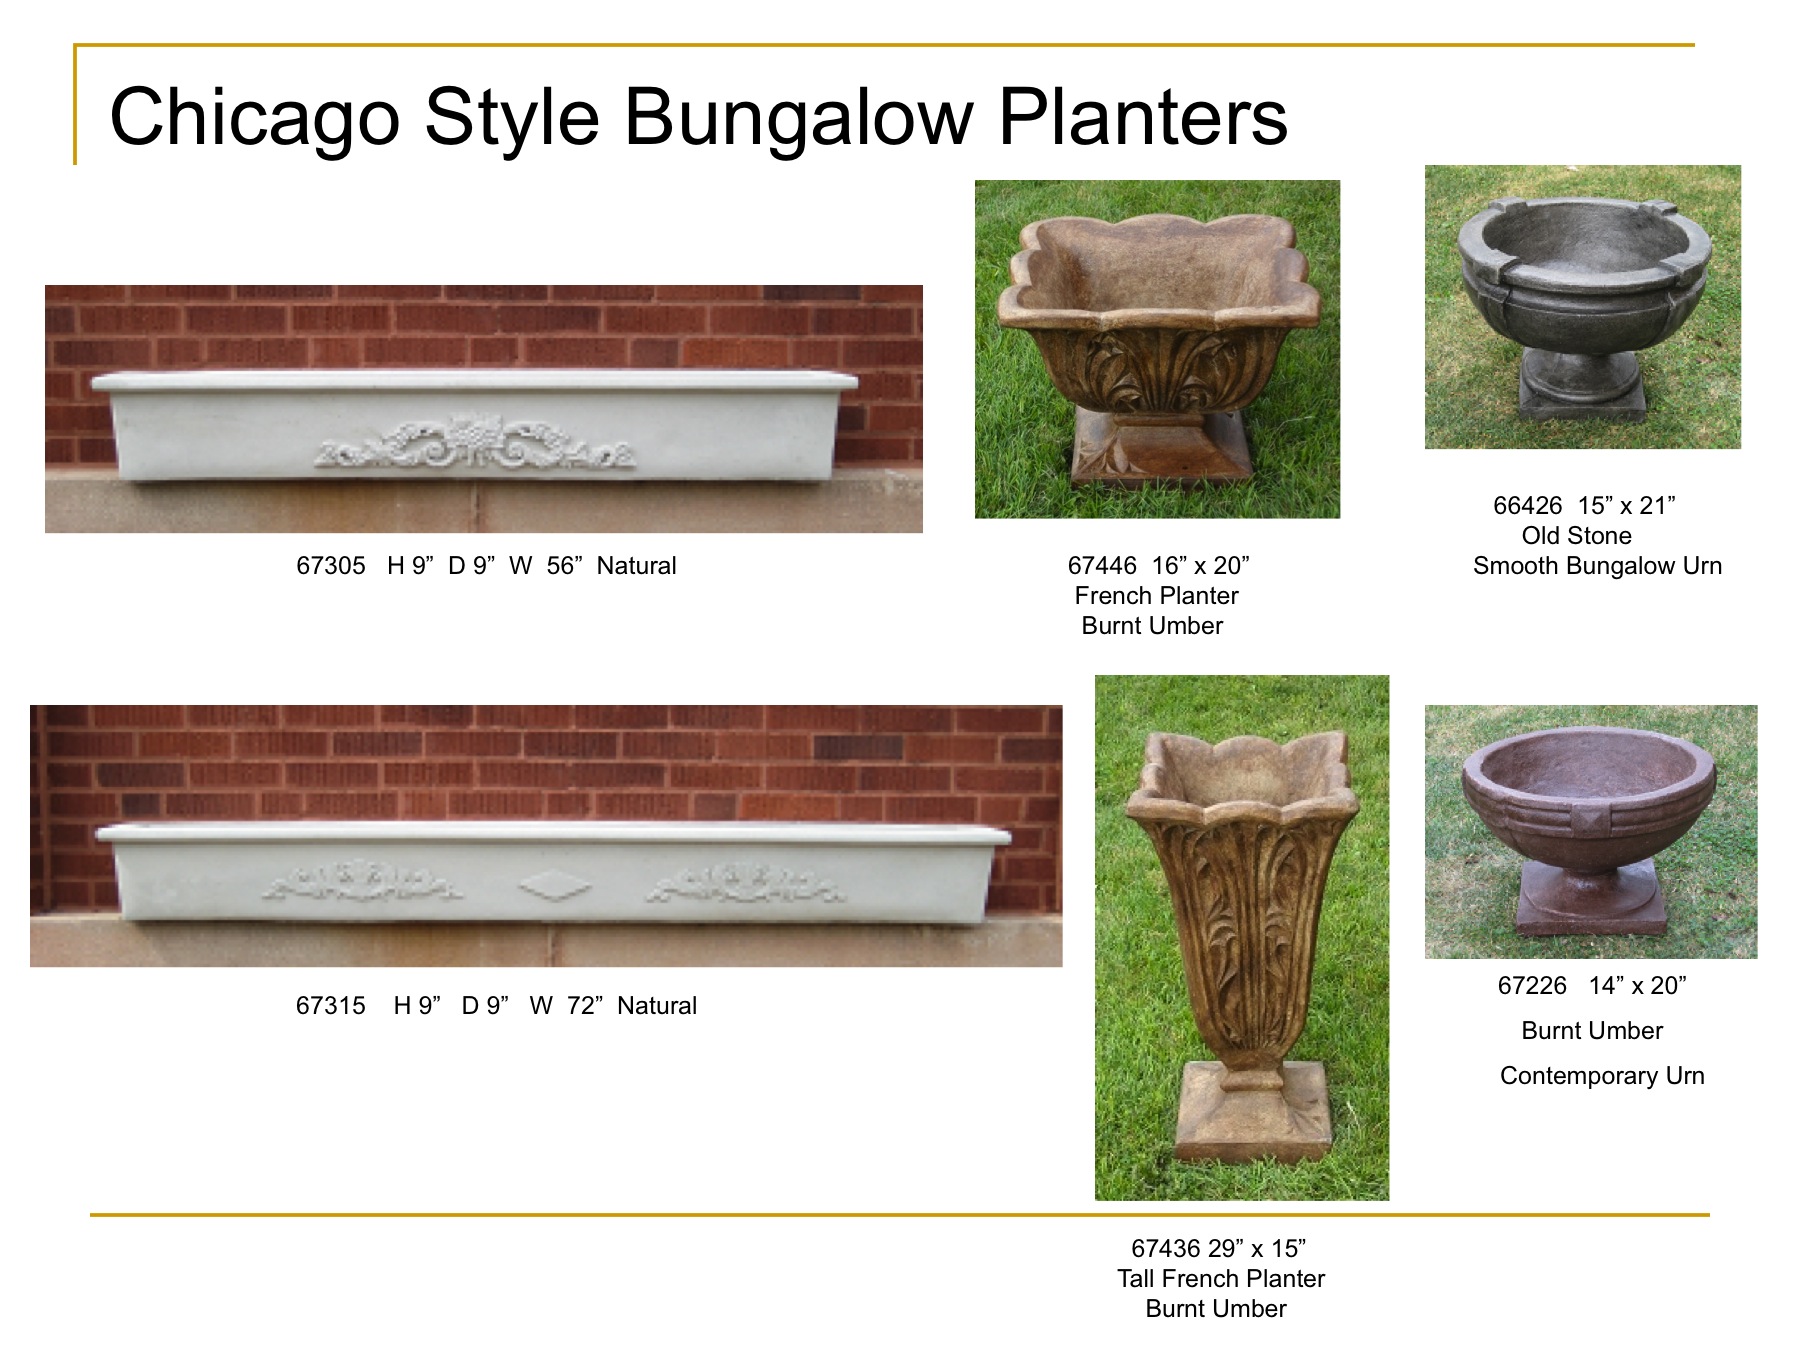 Chicago Style Bungalow Planters
67305 H 9” D 9” W 56” Natural
67446 16” x 20”
French Planter
Burnt Umber
66426 15” x 21”
Old Stone
Smooth Bungalow Urn
67315 H 9” D 9” W 72” Natural
67226 14” x 20”
Burnt Umber
Contemporary Urn
67436 29” x 15”
Tall French Planter
Burnt Umber